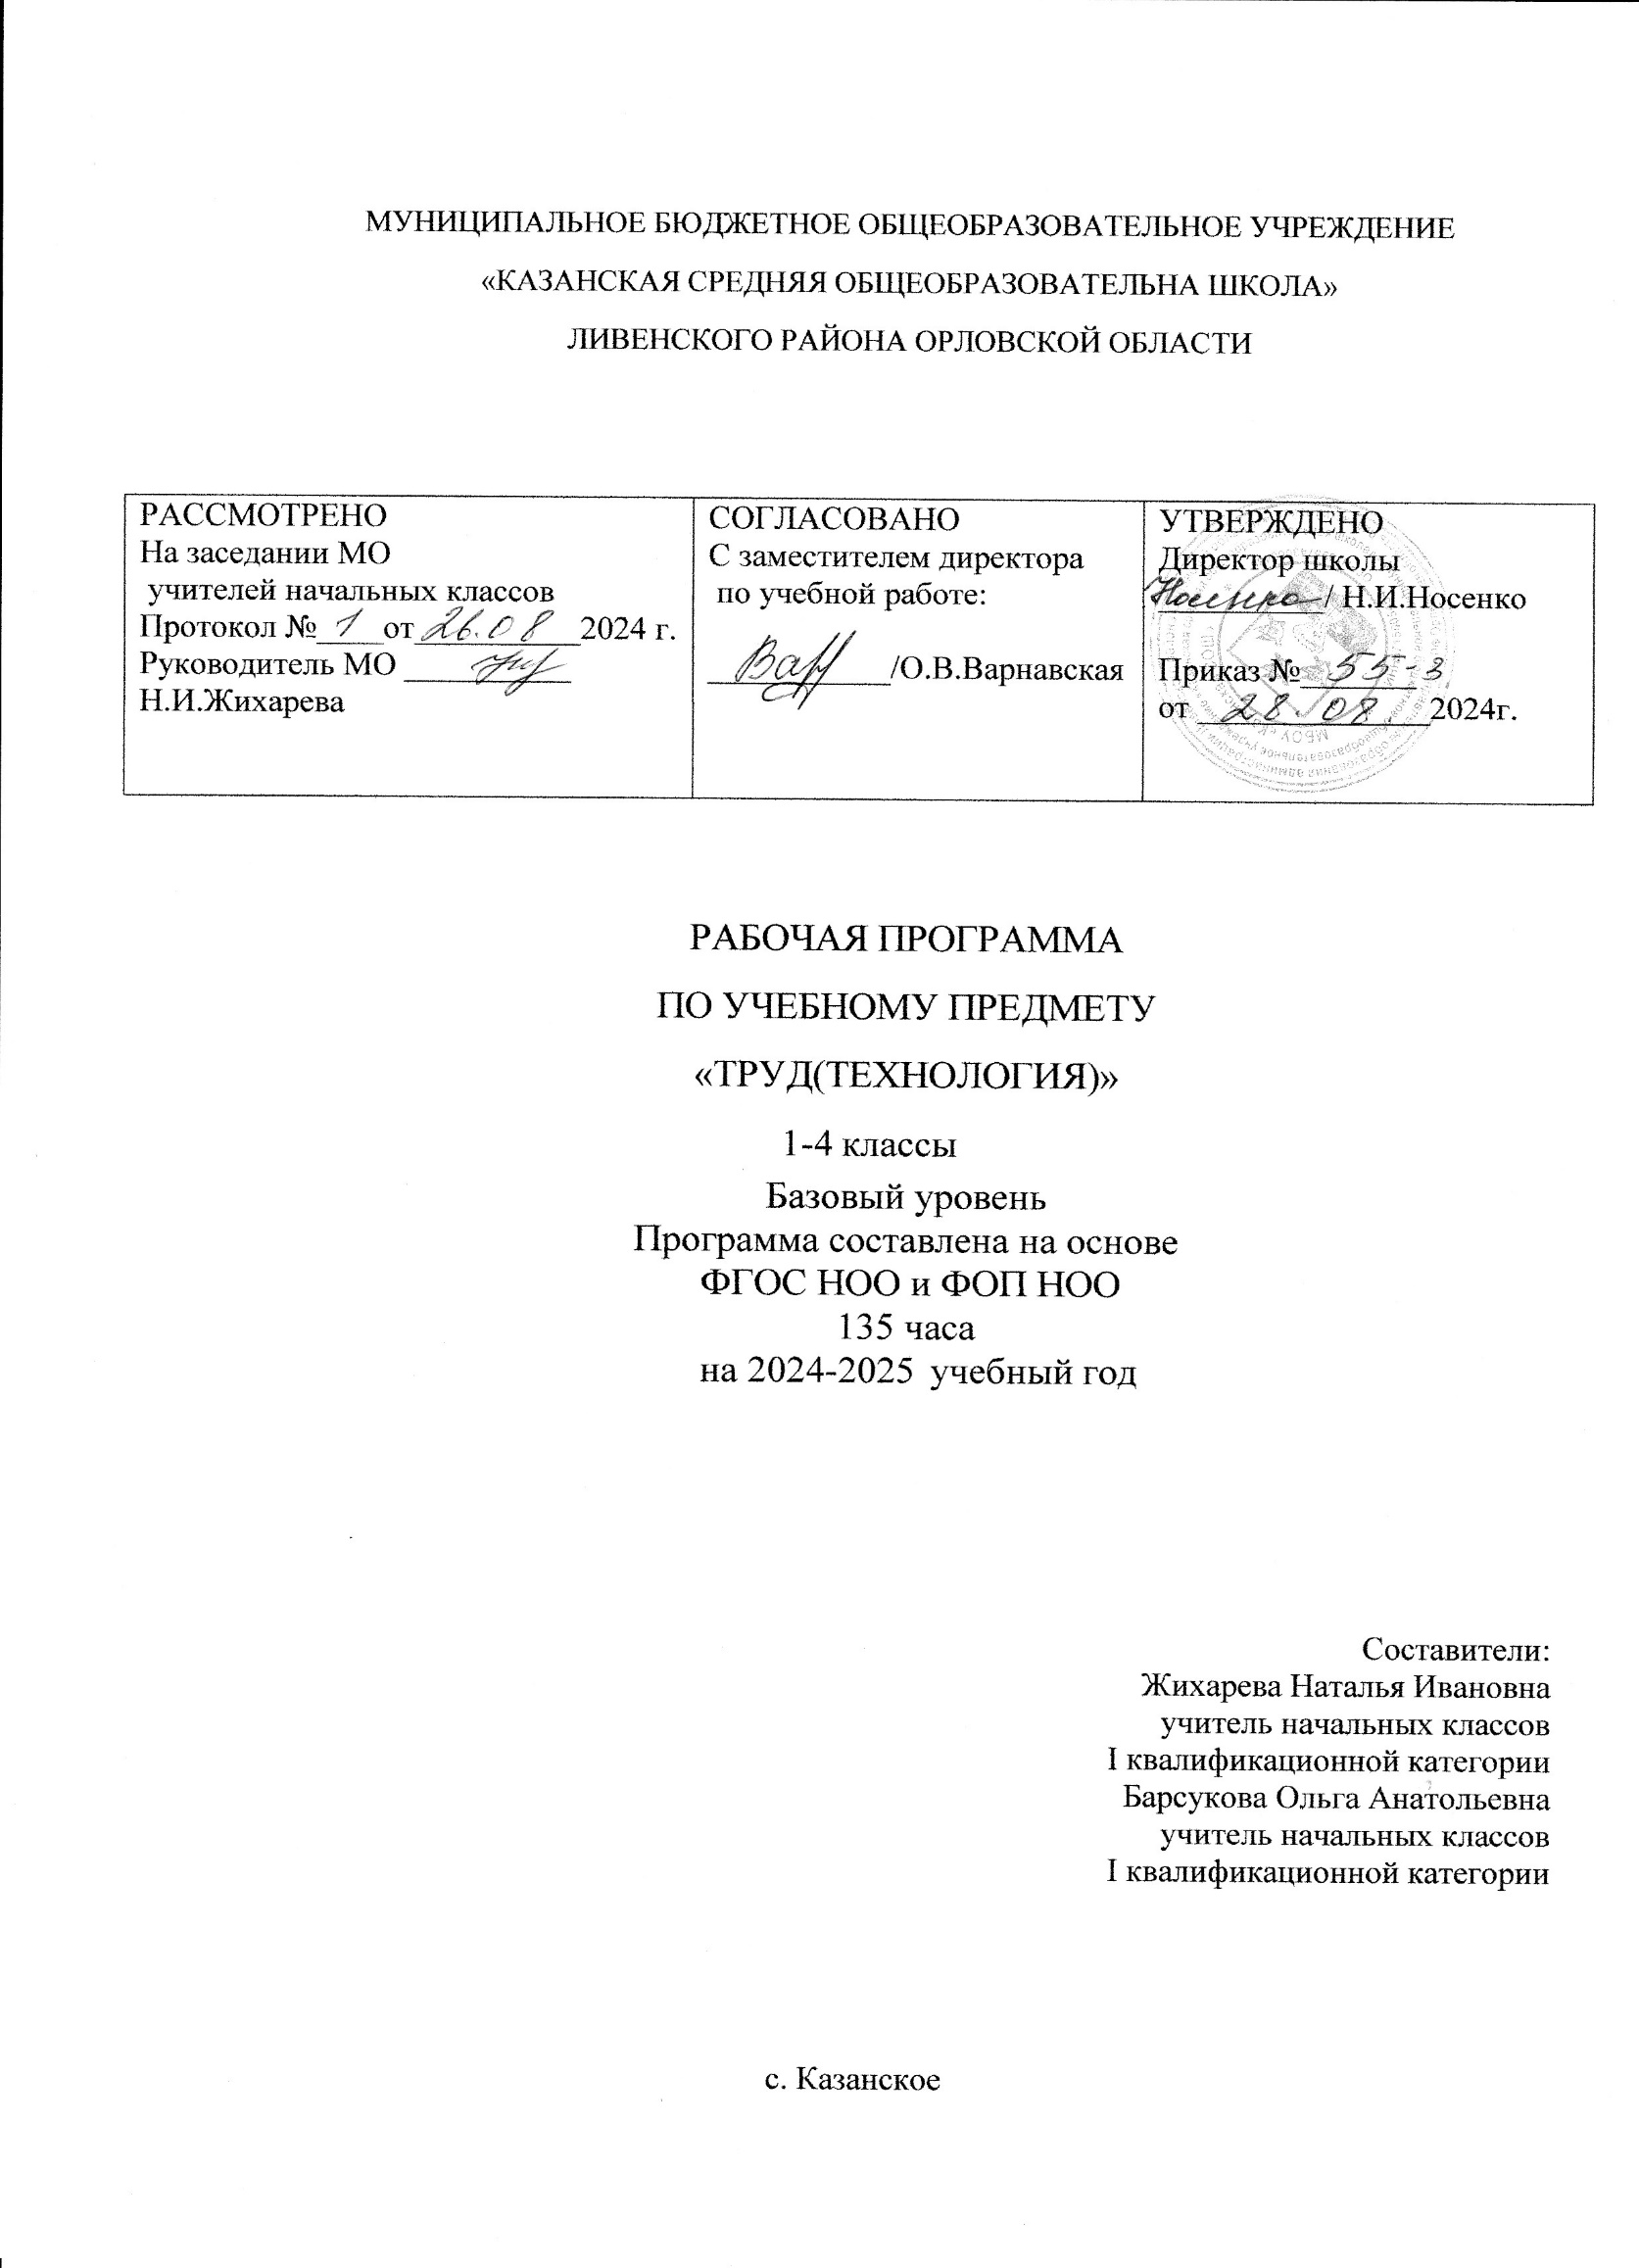 МУНИЦИПАЛЬНОЕ БЮДЖЕТНОЕ ОБЩЕОБРАЗОВАТЕЛЬНОЕ УЧРЕЖДЕНИЕ
«КАЗАНСКАЯ СРЕДНЯЯ ОБЩЕОБРАЗОВАТЕЛЬНА ШКОЛА»
ЛИВЕНСКОГО РАЙОНА ОРЛОВСКОЙ ОБЛАСТИ
РАССМОТРЕНО
На заседании МО
учителей начальных классов
Протокол № 1 от 26.08 2024 г.
Руководитель МО
Н.И.Жихарева
СОГЛАСОВАНО
С заместителем директора
по учебной работе:
/О.В.Варнавская
УТВЕРЖДЕНО
Директор школы
Носенко / Н.И.Носенко
Приказ № 55-3
от 28.08. 2024г.
РАБОЧАЯ ПРОГРАММА
ПО УЧЕБНОМУ ПРЕДМЕТУ
«ТРУД(ТЕХНОЛОГИЯ)»
1-4 классы
Базовый уровень
Программа составлена на основе
ФГОС НОО и ФОП НОО
135 часа
на 2024-2025 учебный год
Составители:
Жихарева Наталья Ивановна
учитель начальных классов
I квалификационной категории
Барсукова Ольга Анатольевна
учитель начальных классов
I квалификационной категории
с. Казанское